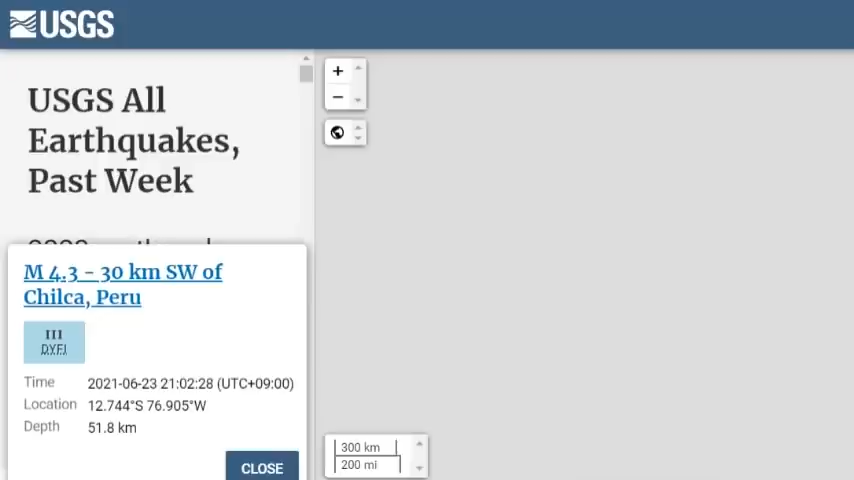 USGS
USGS All
Earthquakes,
Past Week
M 4.3 - 30 km SW of
Chilca, Peru
III
DYFI
Time 2021-06-23 21:02:28 (UTC+09:00)
Location 12.744°S 76.905°W
Depth 51.8 km
CLOSE
+
−
300 km
200 mi